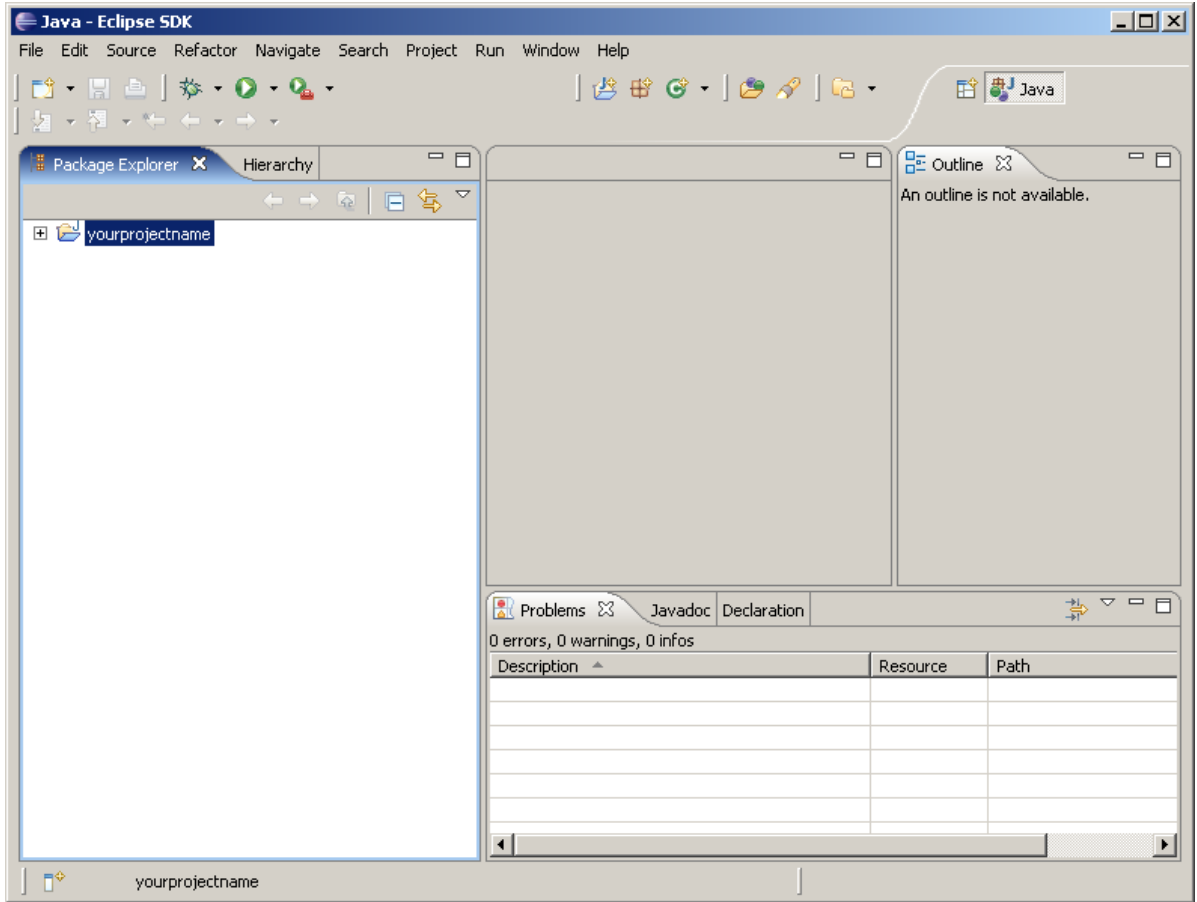 Java - Eclipse SDK
File Edit Source Refactor Navigate Search Project Run Window Help
Java
Package Explorer Hierarchy
Outline
An outline is not available.
yourprojectname
Problems Javadoc Declaration
0 errors, 0 warnings, 0 infos
Description Resource Path
yourprojectname